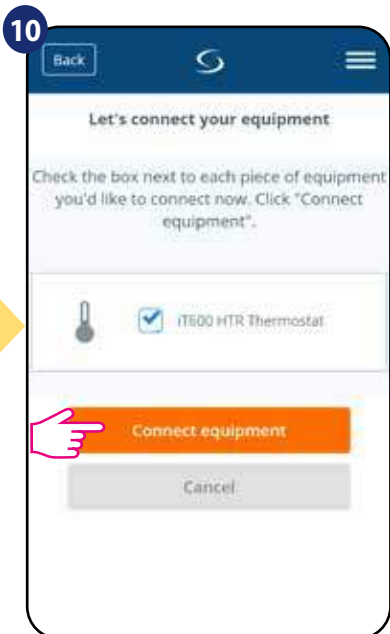 10
Back
Let's connect your equipment
Check the box next to each piece of equipment
you'd like to connect now. Click "Connect
equipment".
iT600 HTR Thermostat
Connect equipment
Cancel